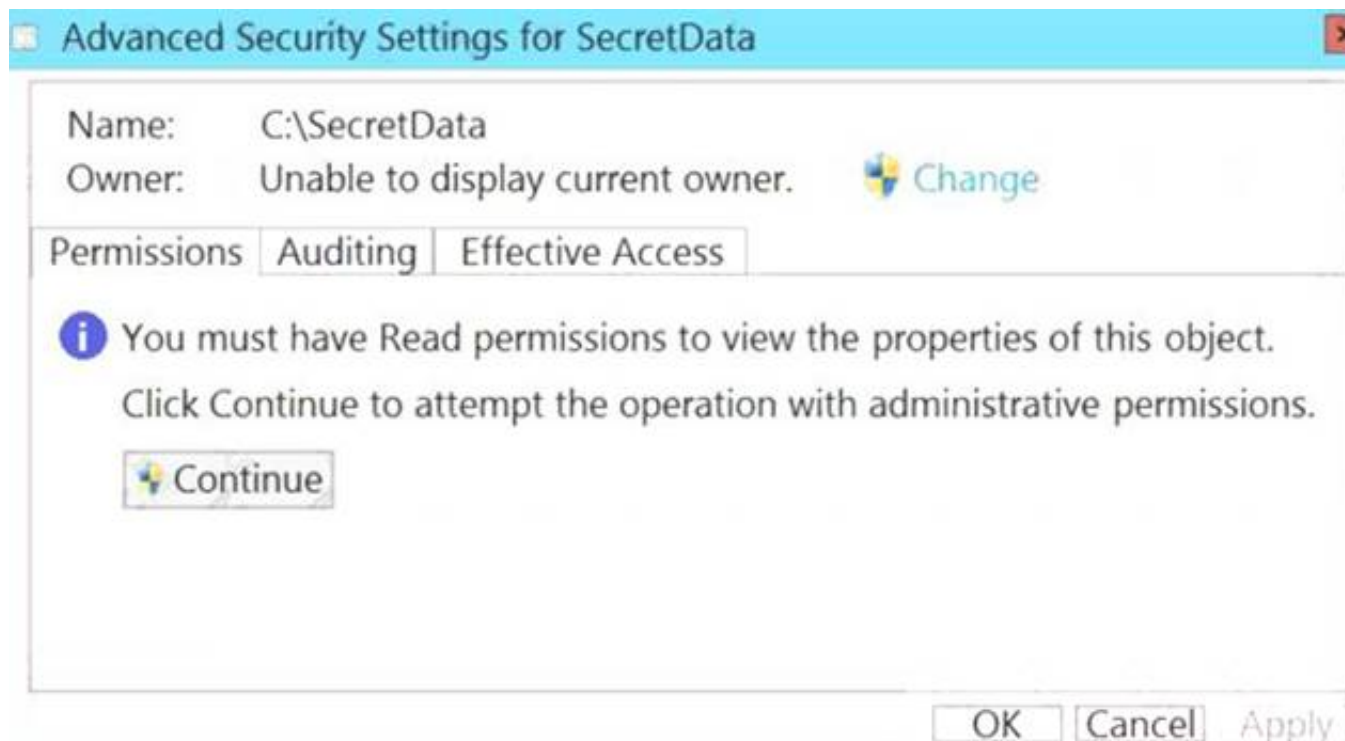 Advanced Security Settings for SecretData
Name: C:\SecretData
Owner: Unable to display current owner. Change
Permissions Auditing Effective Access
You must have Read permissions to view the properties of this object.
Click Continue to attempt the operation with administrative permissions.
Continue
OK Cancel Apply